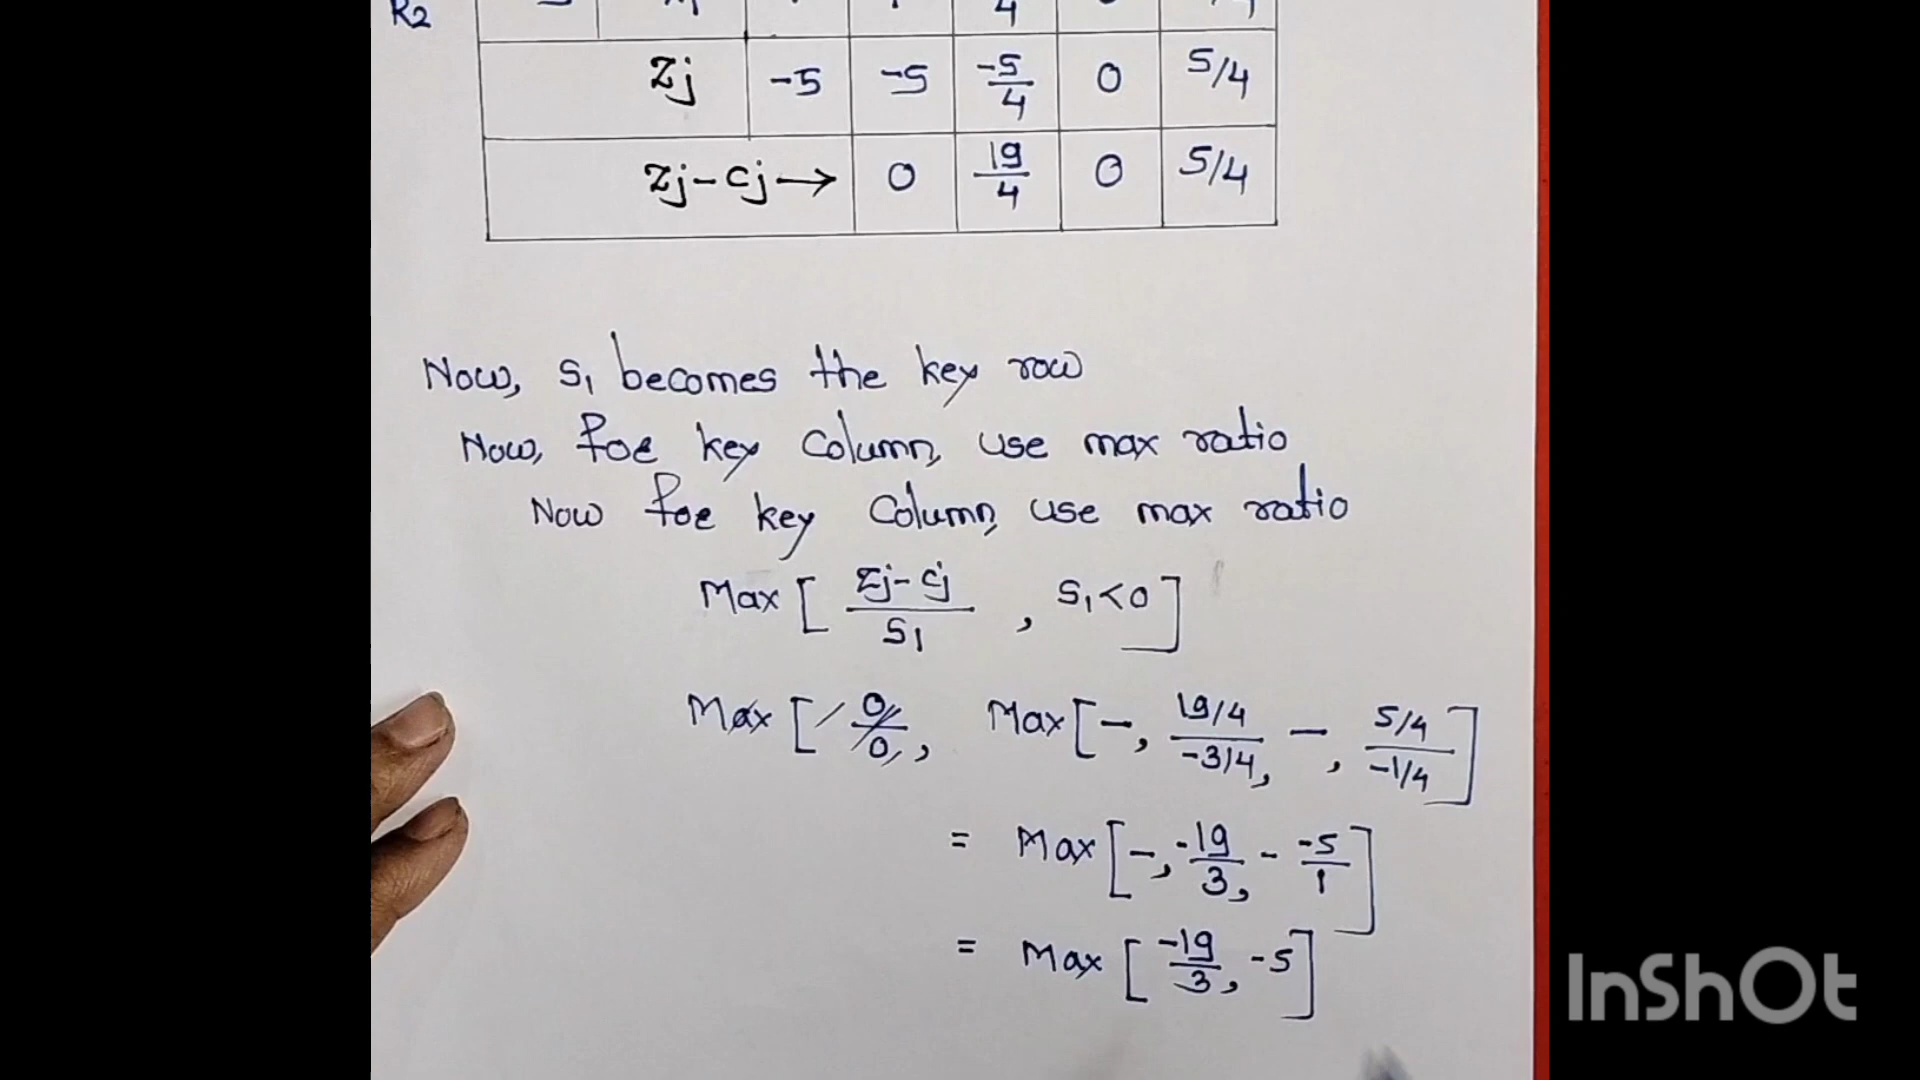 R2
4
Zj -5 -5 -5/4 0 5/4
Zj-Cj→ 0 19/4 0 5/4
Now, S1 becomes the key row
Now, foe key Column, use max ratio
Now foe key Column, use max ratio
Max [ Zj-Cj / S1 , S1<0 ]
Max [ 0/0, Max [-, 19/4 / -3/4, -, 5/4 / -1/4 ]
= Max [-, -19/3, - -5/1 ]
= Max [ -19/3, -5 ]
InShOt